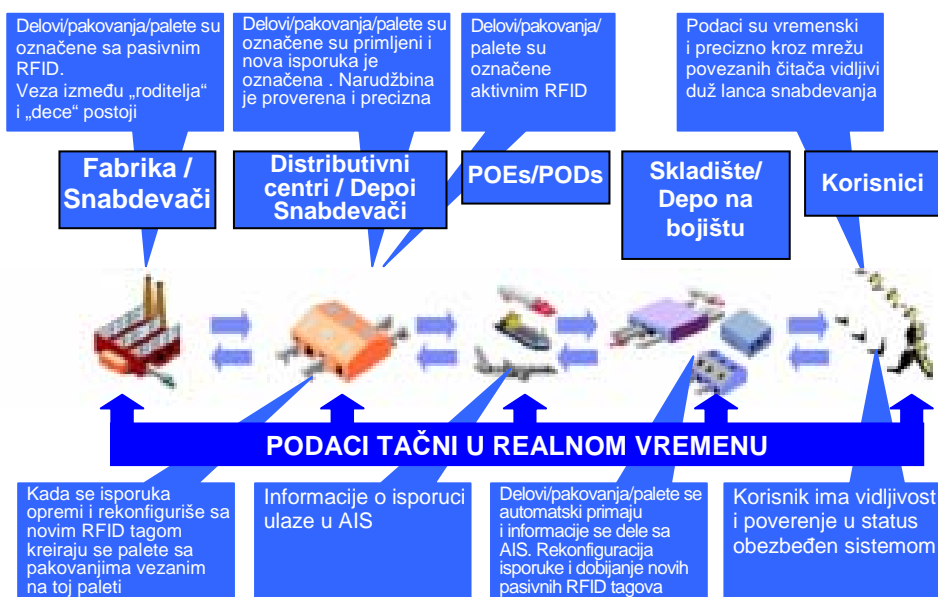 Delovi/pakovanja/palete su
označene sa pasivnim
RFID.
Veza između „roditelja“
i „dece“ postoji
Delovi/pakovanja/palete su
označene su primljeni i
nova isporuka je
označena . Narudžbina
je proverena i precizna
Delovi/pakovanja/
palete su
označene
aktivnim RFID
Podaci su vremenski
i precizno kroz mrežu
povezanih čitača vidljivi
duž lanca snabdevanja
Fabrika /
Snabdevači
Distributivni
centri / Depoi
Snabdevači
POEs/PODs
Skladište/
Depo na
bojištu
Korisnici
PODACI TAČNI U REALNOM VREMENU
Kada se isporuka
opremi i rekonfiguriše sa
novim RFID tagom
kreiraju se palete sa
pakovanjima vezanim
na toj paleti
Informacije o isporuci
ulaze u AIS
Delovi/pakovanja/palete se
automatski primaju
i informacije se dele sa
AIS. Rekonfiguracija
isporuke i dobijanje novih
pasivnih RFID tagova
Korisnik ima vidljivost
i poverenje u status
obezbeđen sistemom